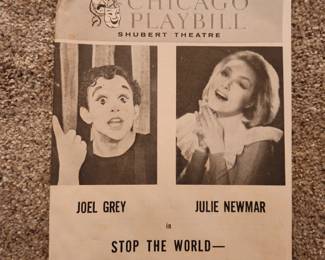 CHICAGO
PLAYBILL
SHUBERT THEATRE
JOEL GREY JULIE NEWMAR
in
STOP THE WORLD—